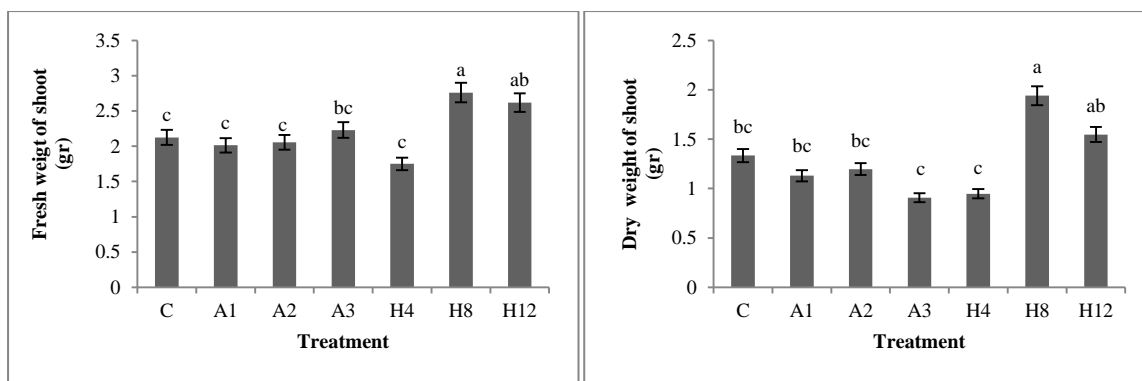 Fresh weigt of shoot
(gr)
3.5
3
2.5
2
1.5
1
0.5
0
c
c
c
bc
c
a
ab
C A1 A2 A3 H4 H8 H12
Treatment
Dry weight of shoot
(gr)
2.5
2
1.5
1
0.5
0
bc
bc
bc
c
c
a
ab
C A1 A2 A3 H4 H8 H12
Treatment